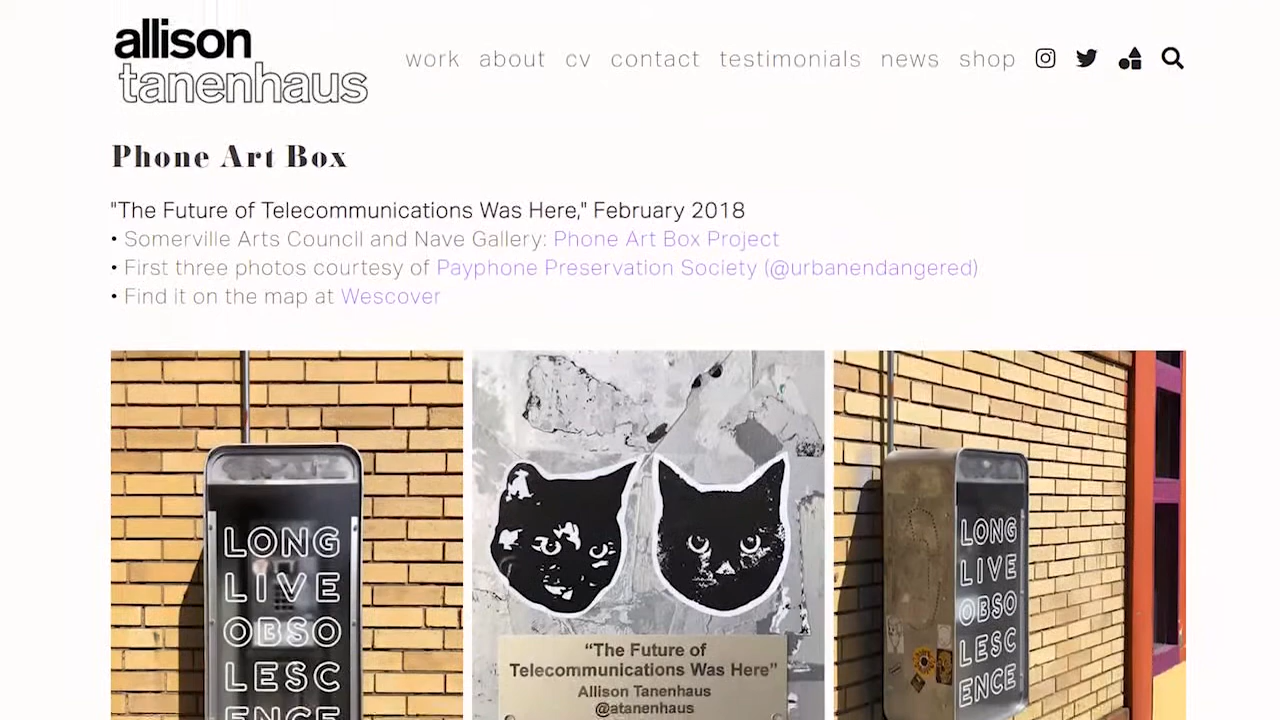 allison
tanenhaus
work about cv contact testimonials news shop
Phone Art Box
"The Future of Telecommunications Was Here," February 2018
• Somerville Arts Council and Nave Gallery: Phone Art Box Project
• First three photos courtesy of Payphone Preservation Society (@urbanendangered)
• Find it on the map at Wescover
LONG
LIVE
OBSO
LESC
ENCE
“The Future of
Telecommunications Was Here”
Allison Tanenhaus
@atanenhaus
LONG
LIVE
OBSO
LESC
ENCE